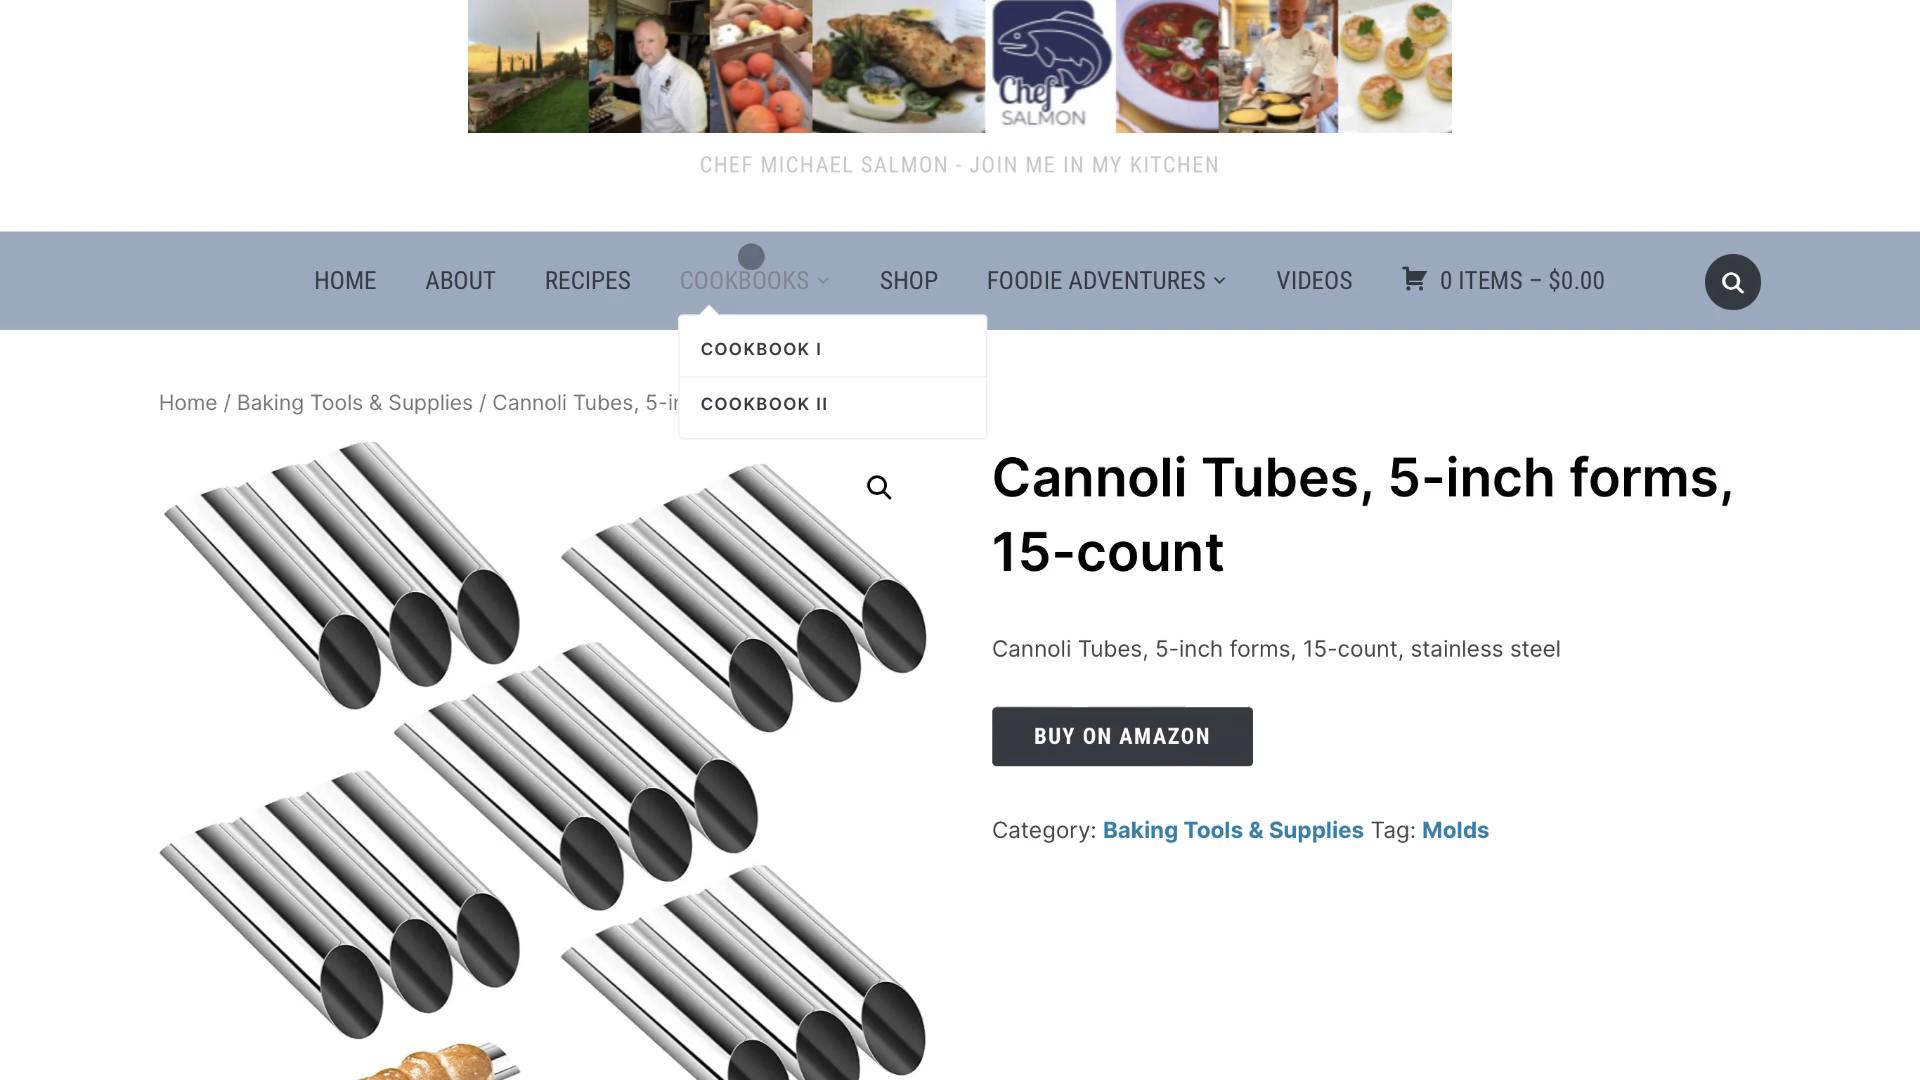 Chef
SALMON
CHEF MICHAEL SALMON - JOIN ME IN MY KITCHEN
HOME ABOUT RECIPES COOKBOOKS SHOP FOODIE ADVENTURES VIDEOS 0 ITEMS – $0.00
COOKBOOK I
COOKBOOK II
Home / Baking Tools & Supplies / Cannoli Tubes,
Cannoli Tubes, 5-inch forms,
15-count
Cannoli Tubes, 5-inch forms, 15-count, stainless steel
BUY ON AMAZON
Category: Baking Tools & Supplies Tag: Molds